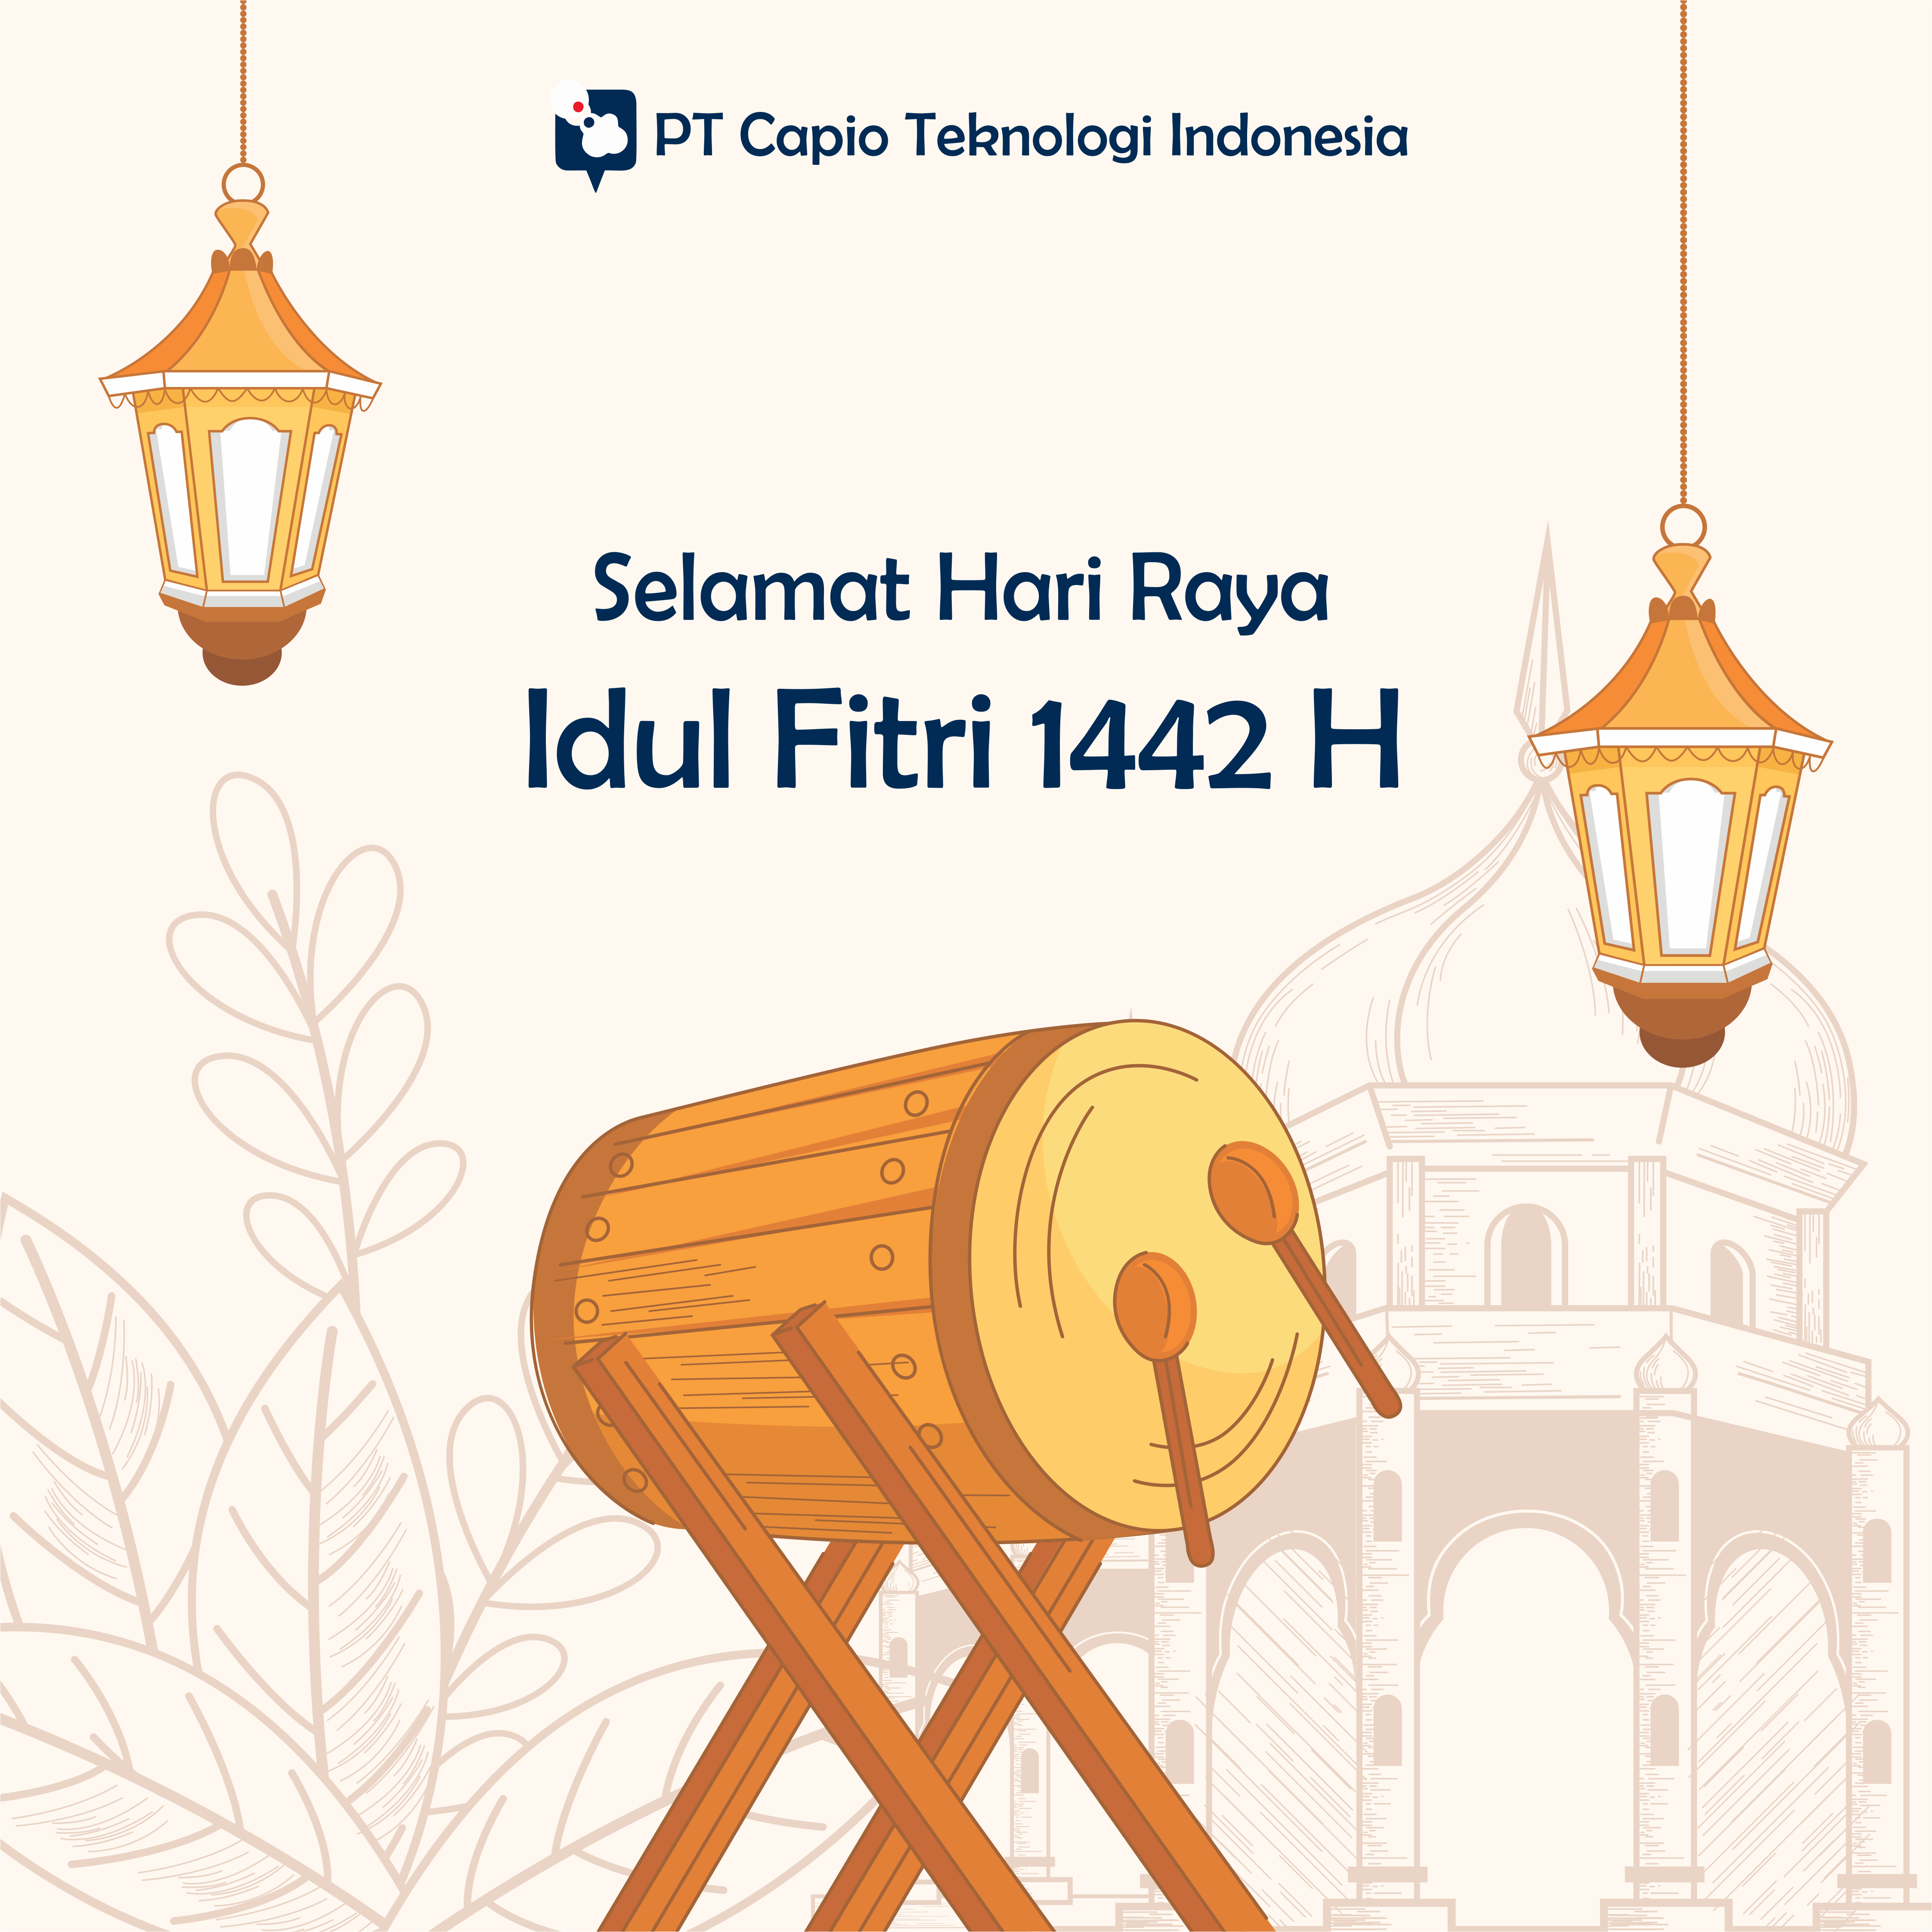 PT Capio Teknologi Indonesia
Selamat Hari Raya
Idul Fitri 1442 H